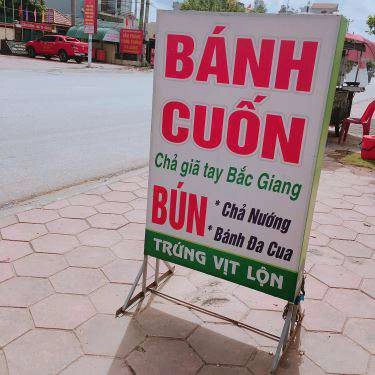 BÁNH
CUỐN
Chả giã tay Bắc Giang
BÚN
* Chả Nướng
* Bánh Đa Cua
TRỨNG VỊT LỘN